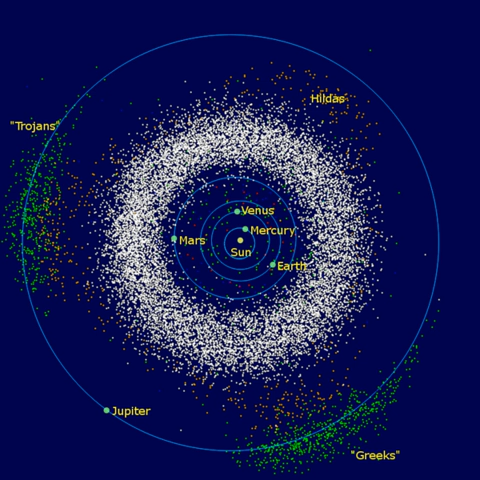 Hildas
"Trojans"
Venus
Mercury
Mars
Sun
Earth
Jupiter
"Greeks"